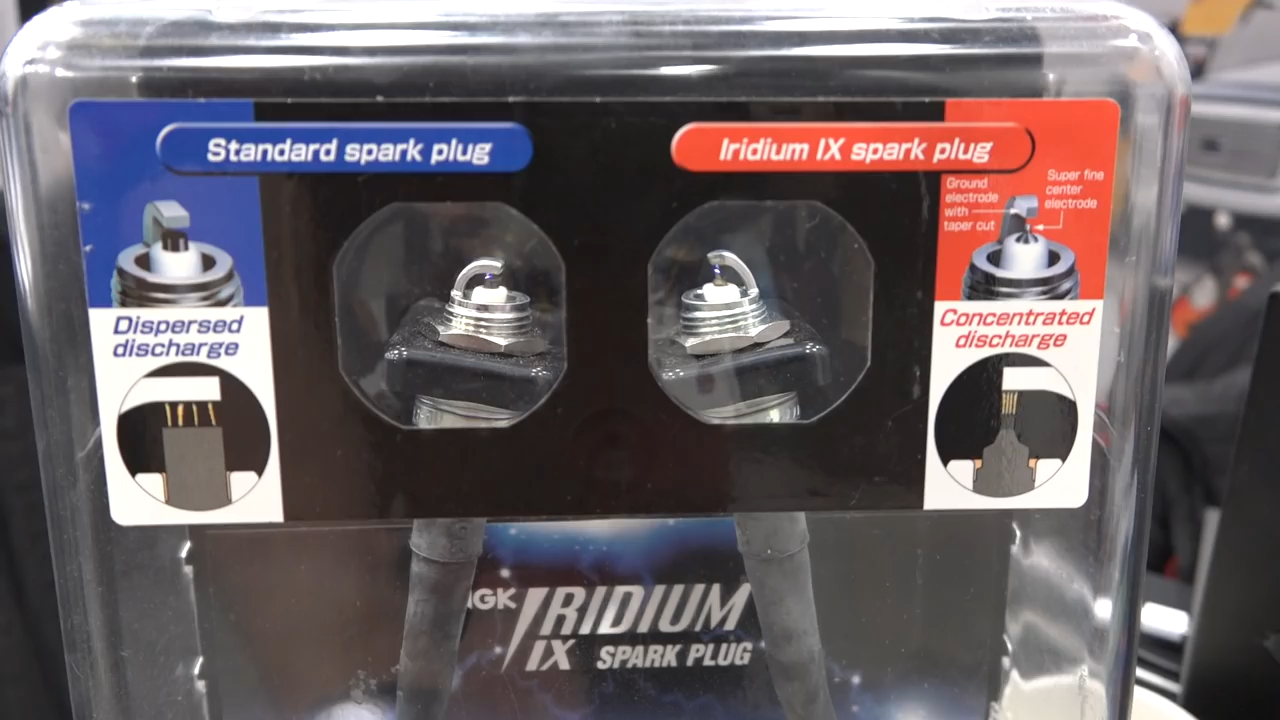 Standard spark plug
Iridium IX spark plug
Ground
electrode
with
taper cut
Super fine
center
electrode
Dispersed
discharge
Concentrated
discharge
NGK IRIDIUM
IX SPARK PLUG